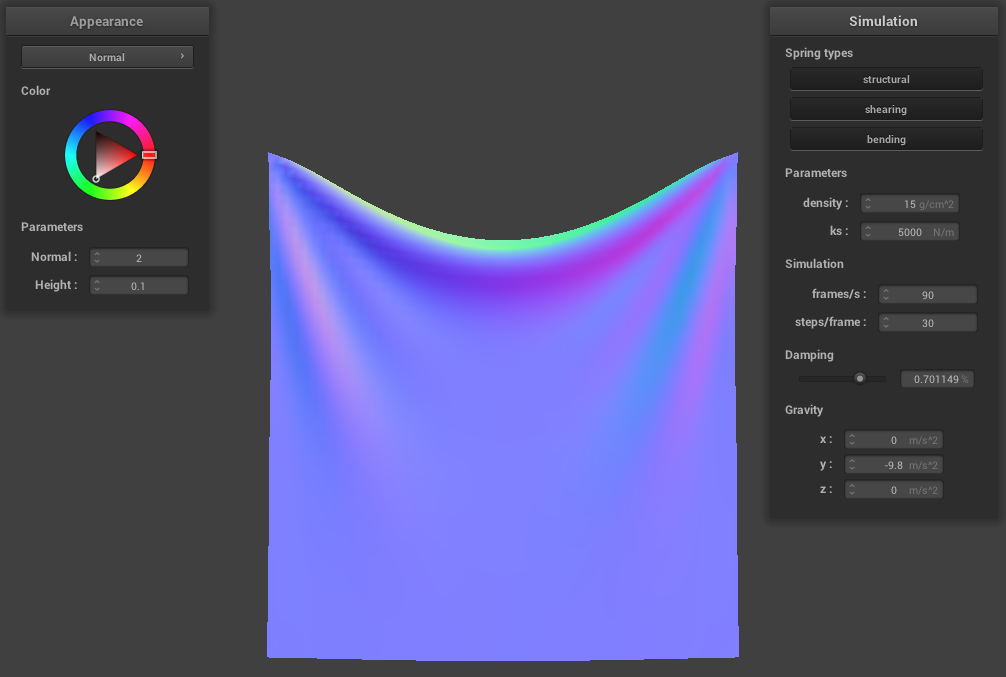 Appearance
Normal ›
Color
Parameters
Normal : 2
Height : 0.1
Simulation
Spring types
structural
shearing
bending
Parameters
density : 15 g/cm^2
ks : 5000 N/m
Simulation
frames/s : 90
steps/frame : 30
Damping
0.701149 %
Gravity
x : 0 m/s^2
y : -9.8 m/s^2
z : 0 m/s^2